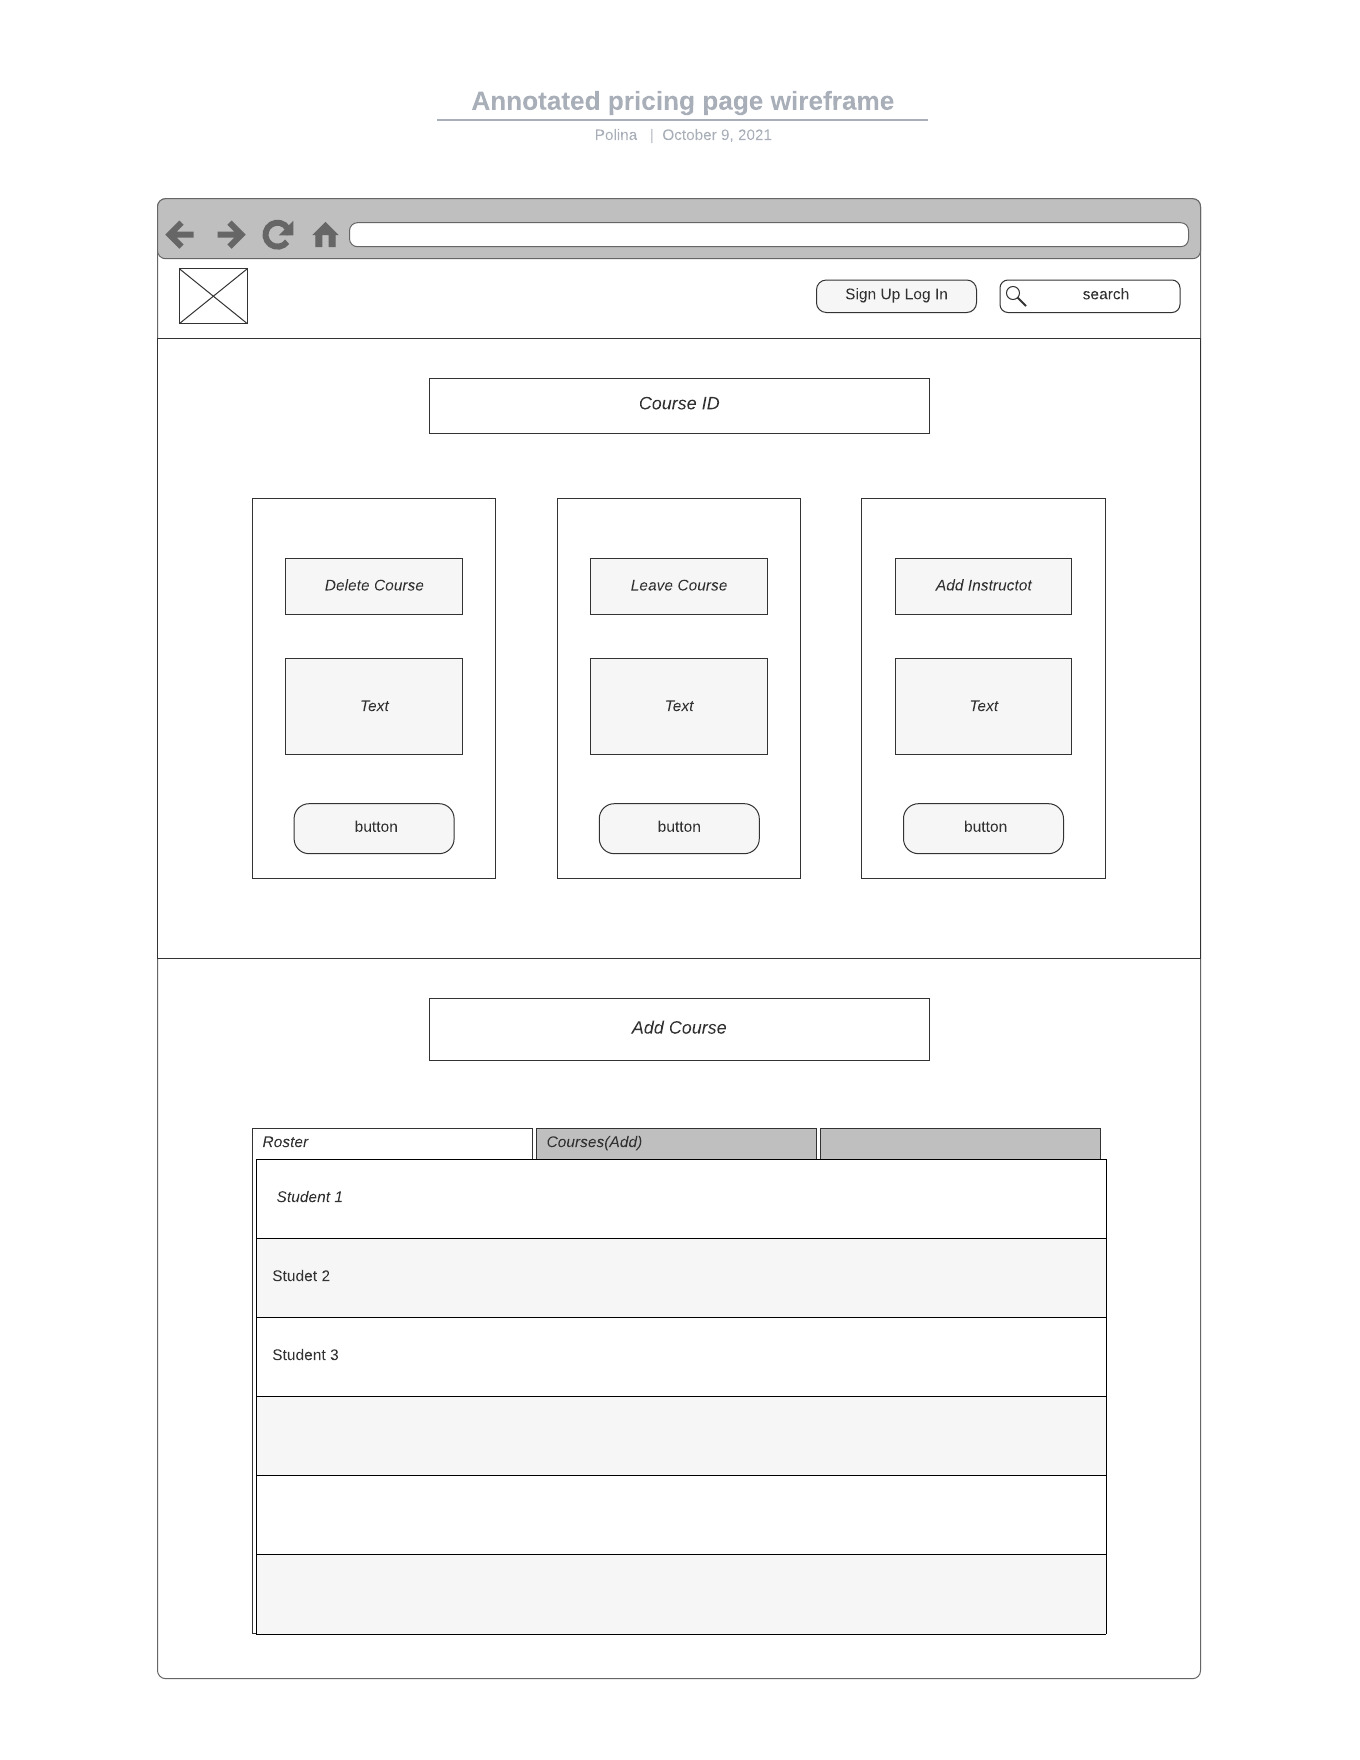 Annotated pricing page wireframe
Polina | October 9, 2021
Sign Up Log In
search
Course ID
Delete Course
Leave Course
Add Instructot
Text
Text
Text
button
button
button
Add Course
Roster
Courses(Add)
Student 1
Studet 2
Student 3